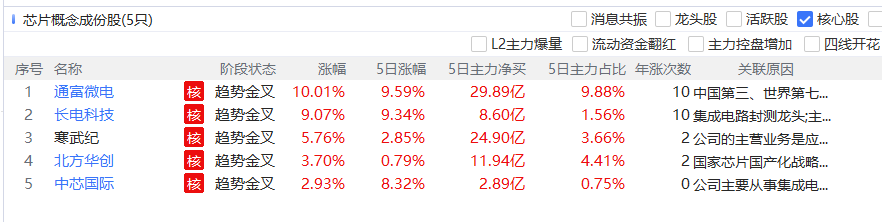 芯片概念成份股(5只) 消息共振 龙头股 活跃股 核心股
L2主力爆量 流动资金翻红 主力控盘增加 四线开花
序号 名称 阶段状态 涨幅 5日涨幅 5日主力净买 5日主力占比 年涨次数 关联原因
1 通富微电 核 趋势金叉 10.01% 9.59% 29.89亿 9.88% 10 中国第三、世界第七...
2 长电科技 核 趋势金叉 9.07% 9.34% 8.60亿 1.56% 10 集成电路封测龙头;主...
3 寒武纪 核 趋势金叉 5.76% 2.85% 24.90亿 3.66% 2 公司的主营业务是应...
4 北方华创 核 趋势金叉 3.70% 0.79% 11.94亿 4.41% 2 国家芯片国产化战略...
5 中芯国际 核 趋势金叉 2.93% 8.32% 2.89亿 0.75% 0 公司主要从事集成电...